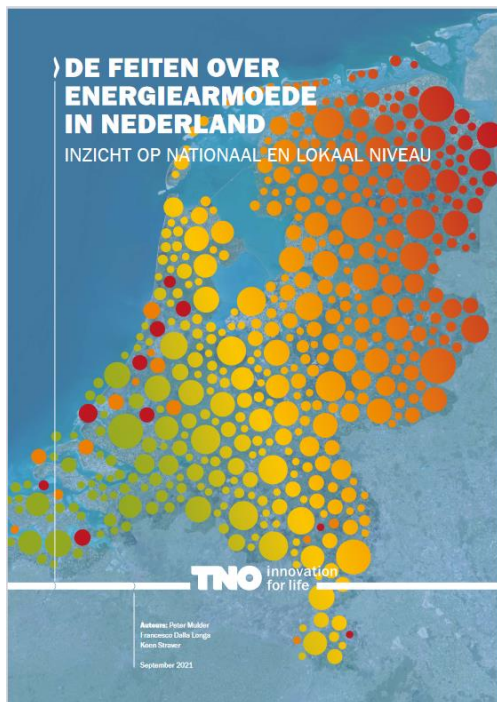 DE FEITEN OVER
ENERGIEARMOEDE
IN NEDERLAND
INZICHT OP NATIONAAL EN LOKAAL NIVEAU
TNO innovation
for life
Auteurs: Peter Mulder
Francesco Dalla Longa
Koen Straver
September 2021